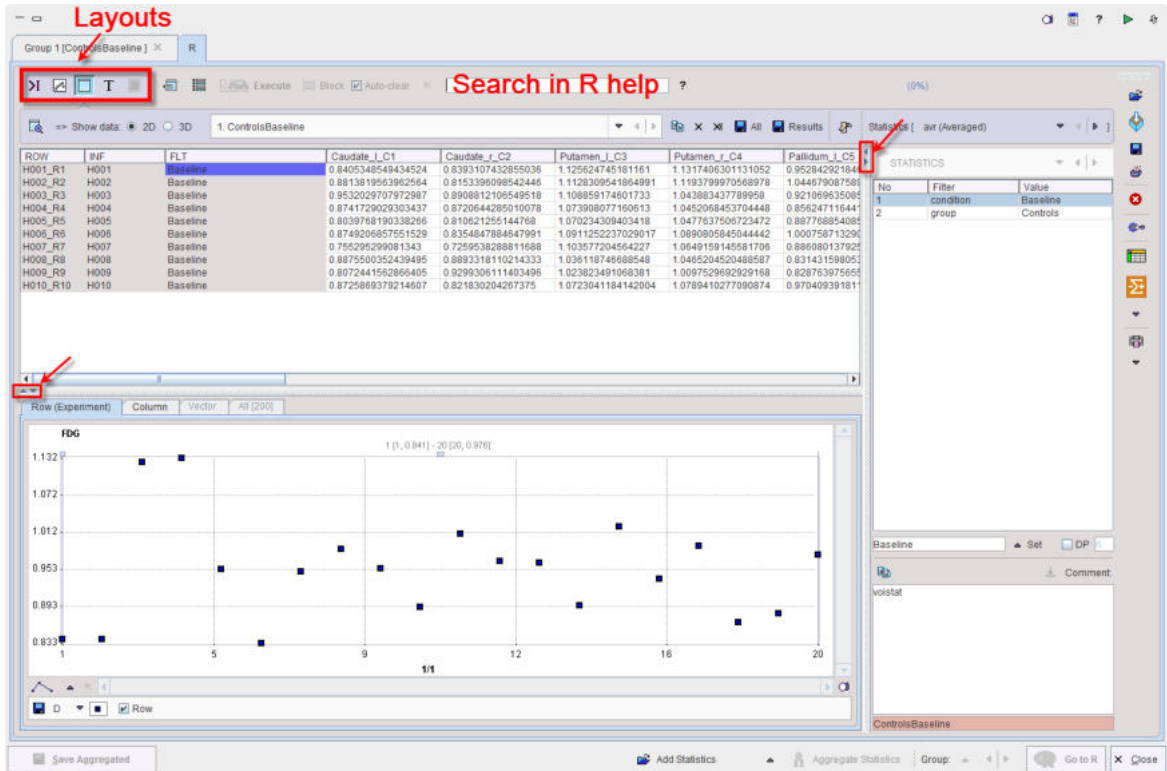 Layouts
?
Group 1 [ControlsBaseline ] R
T Execute Block Auto-clear Search in R help ? (0%)
=> Show data: 2D 3D 1. ControlsBaseline All Results Statistics [ avr (Averaged) ]
ROW INF FLT Caudate_l_C1 Caudate_r_C2 Putamen_l_C3 Putamen_r_C4 Pallidum_l_C5
H001_R1 H001 Baseline 0.8405348549434524 0.8393107432855036 1.125624745181161 1.1317406301131052
H002_R2 H002 Baseline 0.8813819563962564 0.8153396098542446 1.1128309541864991 1.1193799970568978
H003_R3 H003 Baseline 0.9532029707972987 0.8908812106549518 1.108859174601733 1.043883437789958
H004_R4 H004 Baseline 0.8741729029303437 0.8720644285010078 1.073908077160613 1.0452068453704448
H005_R5 H005 Baseline 0.8039768190338266 0.810621255144768 1.070234309403418 1.0477637506723472
H006_R6 H006 Baseline 0.8749206857551529 0.8354847884647991 1.0911252237029017 1.0890805845044442
H007_R7 H007 Baseline 0.755295299081343 0.7259538288811688 1.103577204564227 1.0649159145581706
H008_R8 H008 Baseline 0.8875500352439495 0.8893318110214333 1.036118746688548 1.0465204520488587
H009_R9 H009 Baseline 0.8072441562866405 0.9299306111403496 1.023823491068381 1.0097529692929168
H010_R10 H010 Baseline 0.8725869379214607 0.821830204267375 1.0723041184142004 1.0789410277090874
STATISTICS
No Filter Value
1 condition Baseline
2 group Controls
Row (Experiment) Column Vector All [200]
FDG
1 [1, 0.841] - 20 [20, 0.976]
1.132
1.072
1.012
0.953
0.893
0.833
1 5 9 12 16 20
1/1
D Row
Baseline Set DP
Comment:
voistat
ControlsBaseline
Save Aggregated Add Statistics Aggregate Statistics Group: Go to R Close